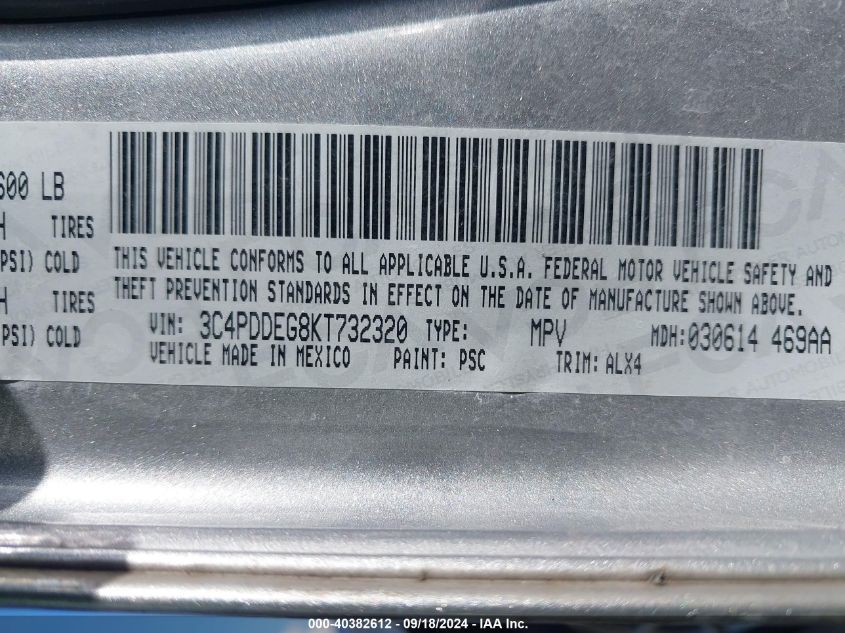 600 LB
H TIRES
PSI) COLD
H TIRES
PSI) COLD
THIS VEHICLE CONFORMS TO ALL APPLICABLE U.S.A. FEDERAL MOTOR VEHICLE SAFETY AND
THEFT PREVENTION STANDARDS IN EFFECT ON THE DATE OF MANUFACTURE SHOWN ABOVE.
VIN: 3C4PDDEG8KT732320 TYPE: MPV MDH:030614 469AA
VEHICLE MADE IN MEXICO PAINT: PSC TRIM: ALX4
000-40382612 - 09/18/2024 - IAA Inc.